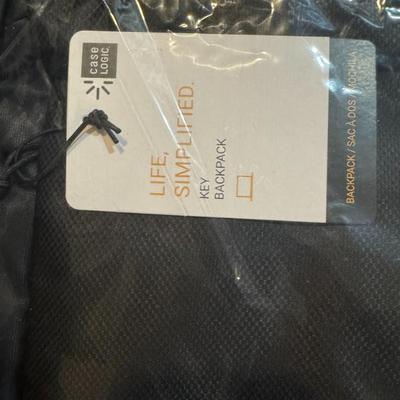 case
LOGIC
LIFE,
SIMPLIFIED.
KEY
BACKPACK
BACKPACK / SAC À DOS / MOCHILA